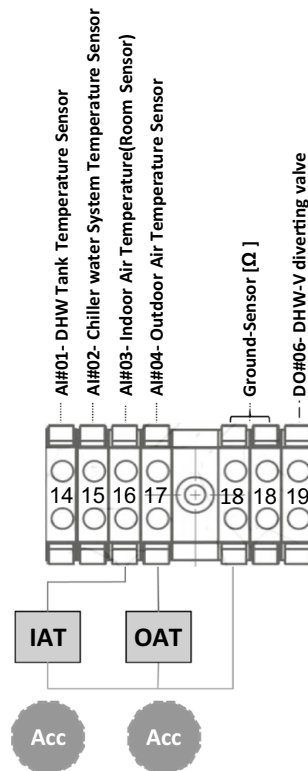 AI#01- DHW Tank Temperature Sensor
AI#02- Chiller water System Temperature Sensor
AI#03- Indoor Air Temperature(Room Sensor)
AI#04- Outdoor Air Temperature Sensor
Ground-Sensor [Ω ]
DO#06- DHW-V diverting valve
14 15 16 17 18 18 19
IAT OAT
Acc Acc